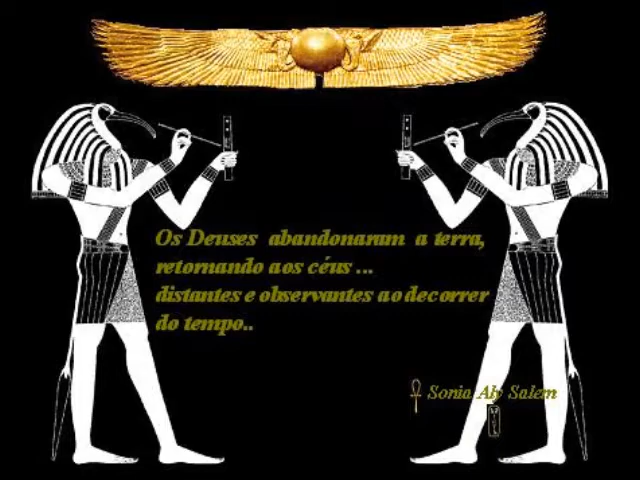 Os Deuses abandonaram a terra,
retornando aos céus ...
distantes e observantes ao decorrer
do tempo..
Sonia Aly Salem